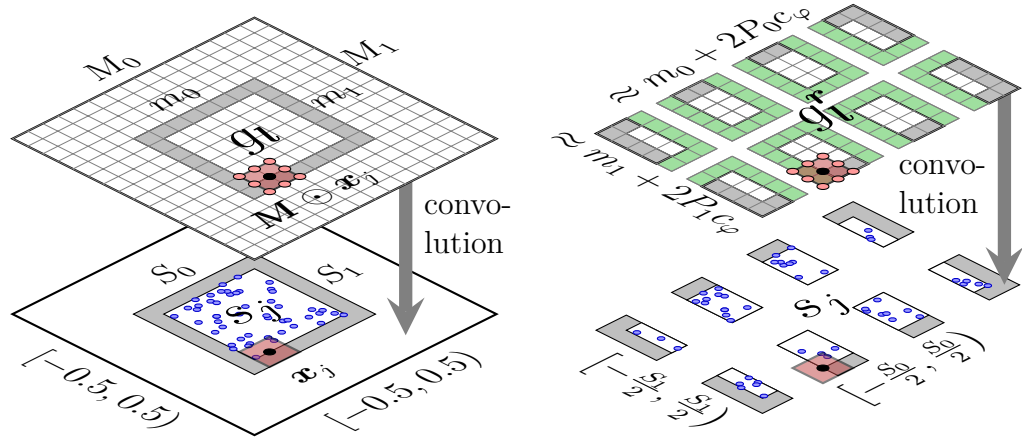 M₀
M₁
m₀
m₁
g_l
M ⊙ x_j
convo-
lution
S₀
S₁
s_j
x_j
[−0.5, 0.5)
[−0.5, 0.5)
≈ m₀ + 2P₀c_φ
g_l^r
≈ m₁ + 2P₁c_φ
convo-
lution
s_j
[−S₁/2, S₁/2)
[−S₀/2, S₀/2)